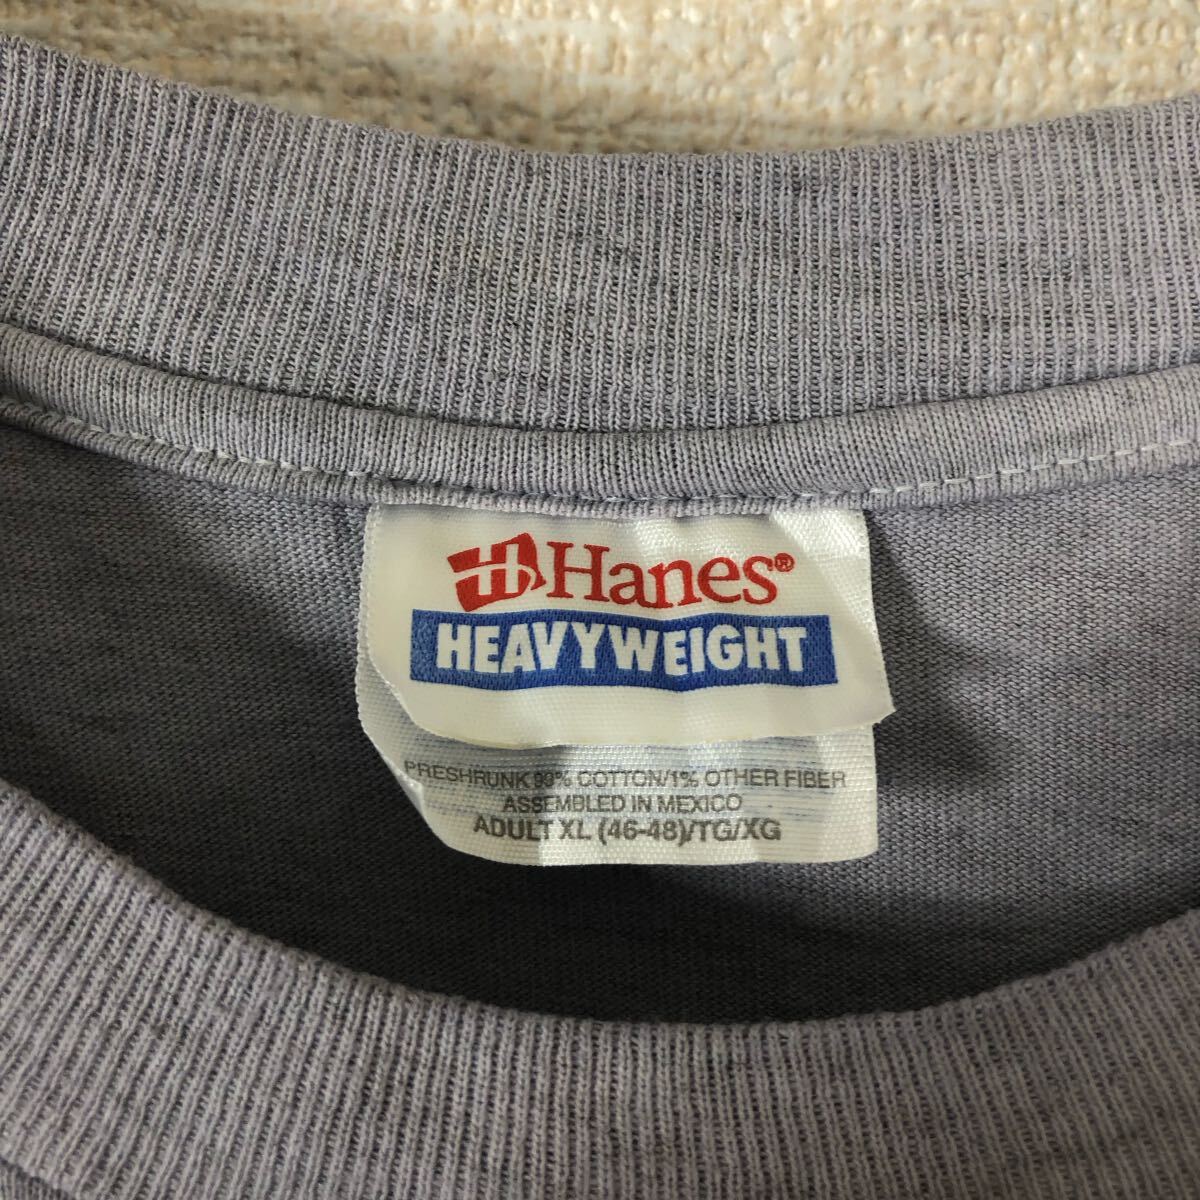 Hanes®
HEAVYWEIGHT
PRESHRUNK 99% COTTON/1% OTHER FIBER
ASSEMBLED IN MEXICO
ADULT XL (46-48)/TG/XG